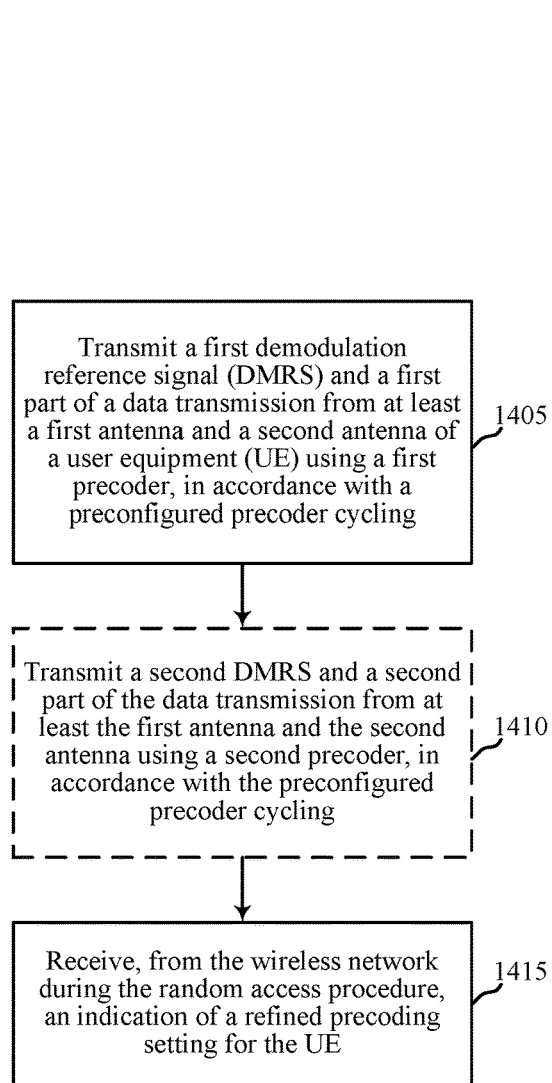 Transmit a first demodulation
reference signal (DMRS) and a first
part of a data transmission from at least
a first antenna and a second antenna of
a user equipment (UE) using a first
precoder, in accordance with a
preconfigured precoder cycling
1405
Transmit a second DMRS and a second
part of the data transmission from at
least the first antenna and the second
antenna using a second precoder, in
accordance with the preconfigured
precoder cycling
1410
Receive, from the wireless network
during the random access procedure,
an indication of a refined precoding
setting for the UE
1415